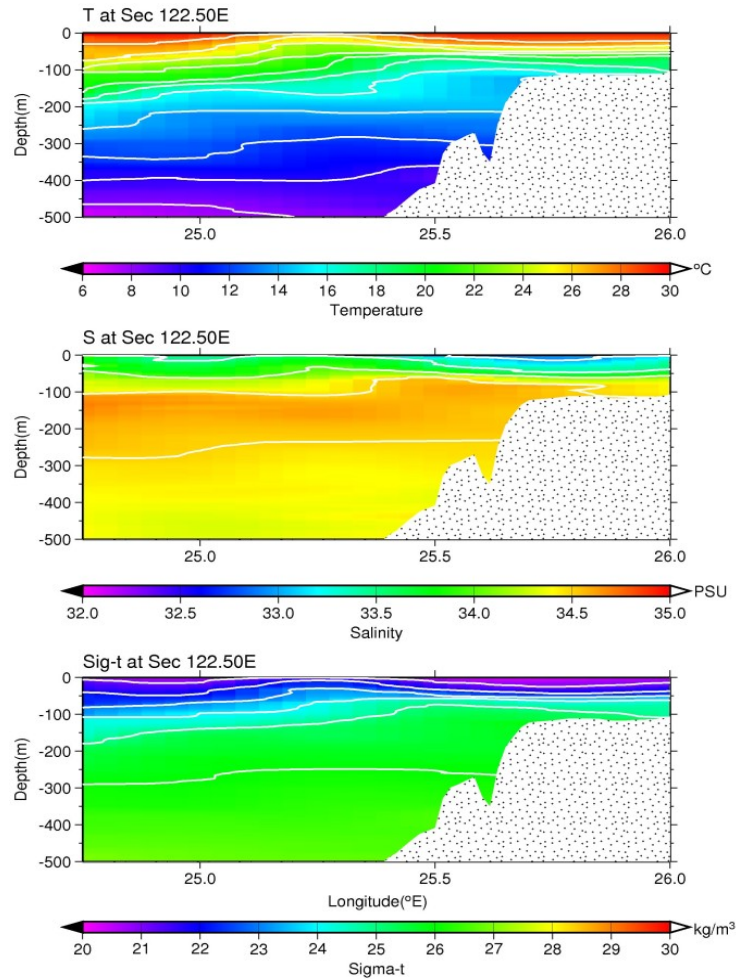 T at Sec 122.50E
0
-100
-200
-300
-400
-500
Depth(m)
25.0 25.5 26.0
6 8 10 12 14 16 18 20 22 24 26 28 30 ºC
Temperature
S at Sec 122.50E
0
-100
-200
-300
-400
-500
Depth(m)
25.0 25.5 26.0
32.0 32.5 33.0 33.5 34.0 34.5 35.0 PSU
Salinity
Sig-t at Sec 122.50E
0
-100
-200
-300
-400
-500
Depth(m)
25.0 25.5 26.0
Longitude(ºE)
20 21 22 23 24 25 26 27 28 29 30 kg/m³
Sigma-t